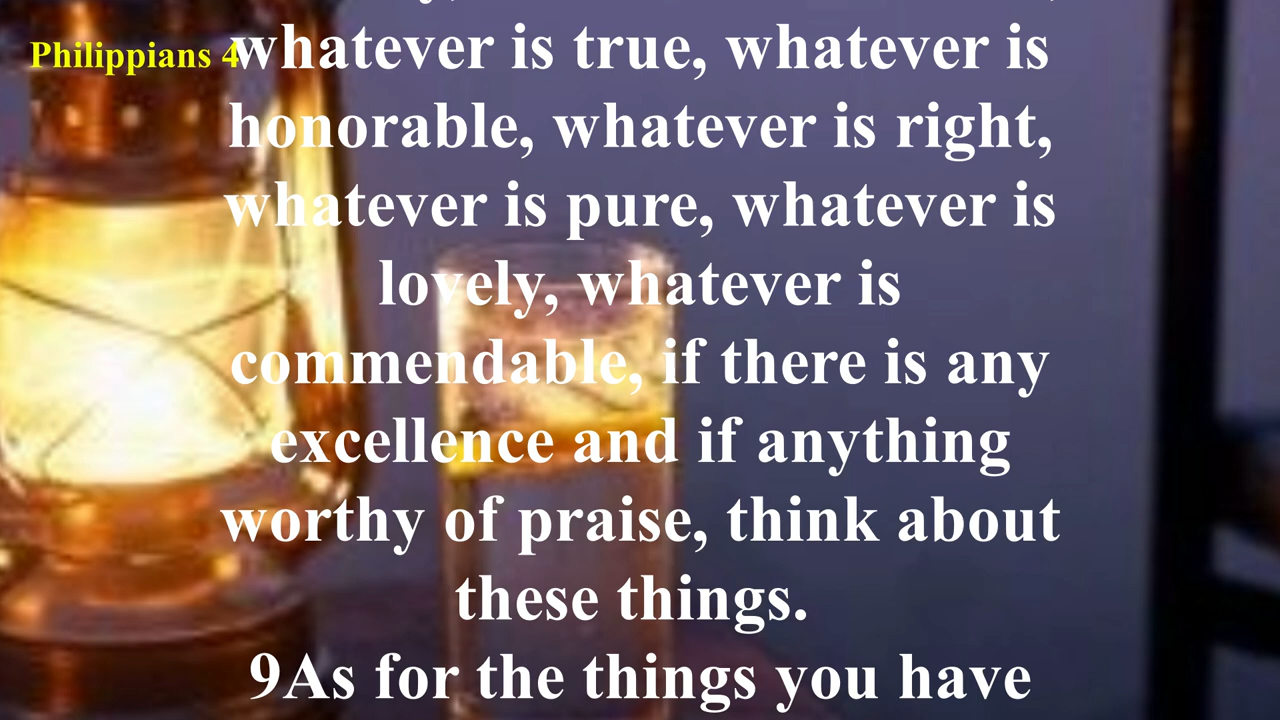 Philippians 4
whatever is true, whatever is
honorable, whatever is right,
whatever is pure, whatever is
lovely, whatever is
commendable, if there is any
excellence and if anything
worthy of praise, think about
these things.
9As for the things you have